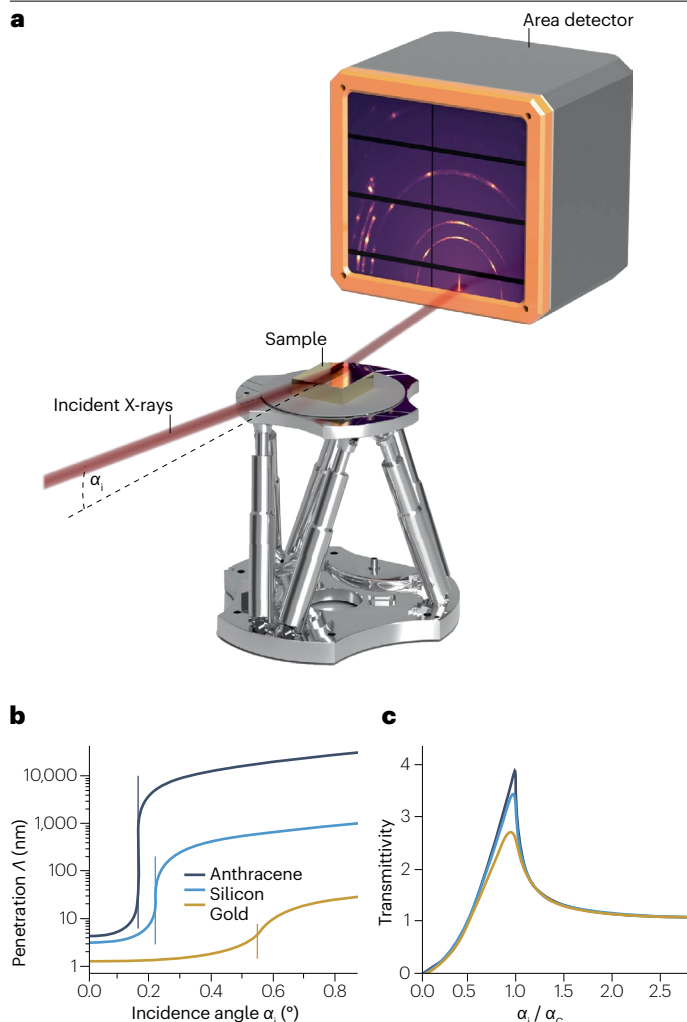 a
Area detector
Sample
Incident X-rays
αi
b
Penetration Λ (nm)
10,000
1,000
100
10
1
Anthracene
Silicon
Gold
0.0 0.2 0.4 0.6 0.8
Incidence angle αi (°)
c
Transmittivity
4
3
2
1
0
0.0 0.5 1.0 1.5 2.0 2.5
αi / αC